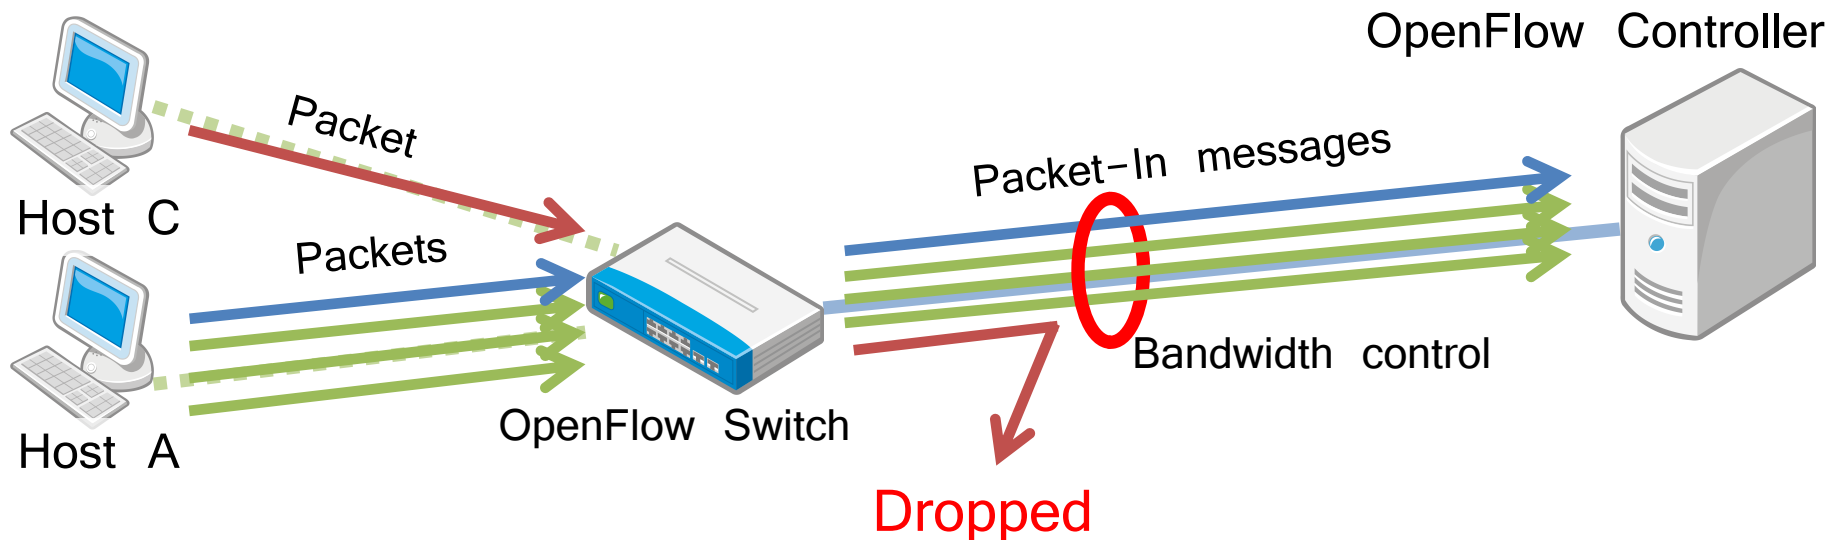 OpenFlow Controller
Packet
Packet-In messages
Host C
Packets
Bandwidth control
OpenFlow Switch
Host A
Dropped